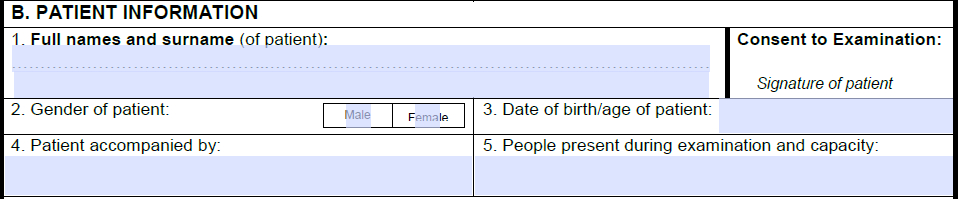 B. PATIENT INFORMATION
1. Full names and surname (of patient):
Consent to Examination:
Signature of patient
2. Gender of patient:
Male
Female
3. Date of birth/age of patient:
4. Patient accompanied by:
5. People present during examination and capacity: